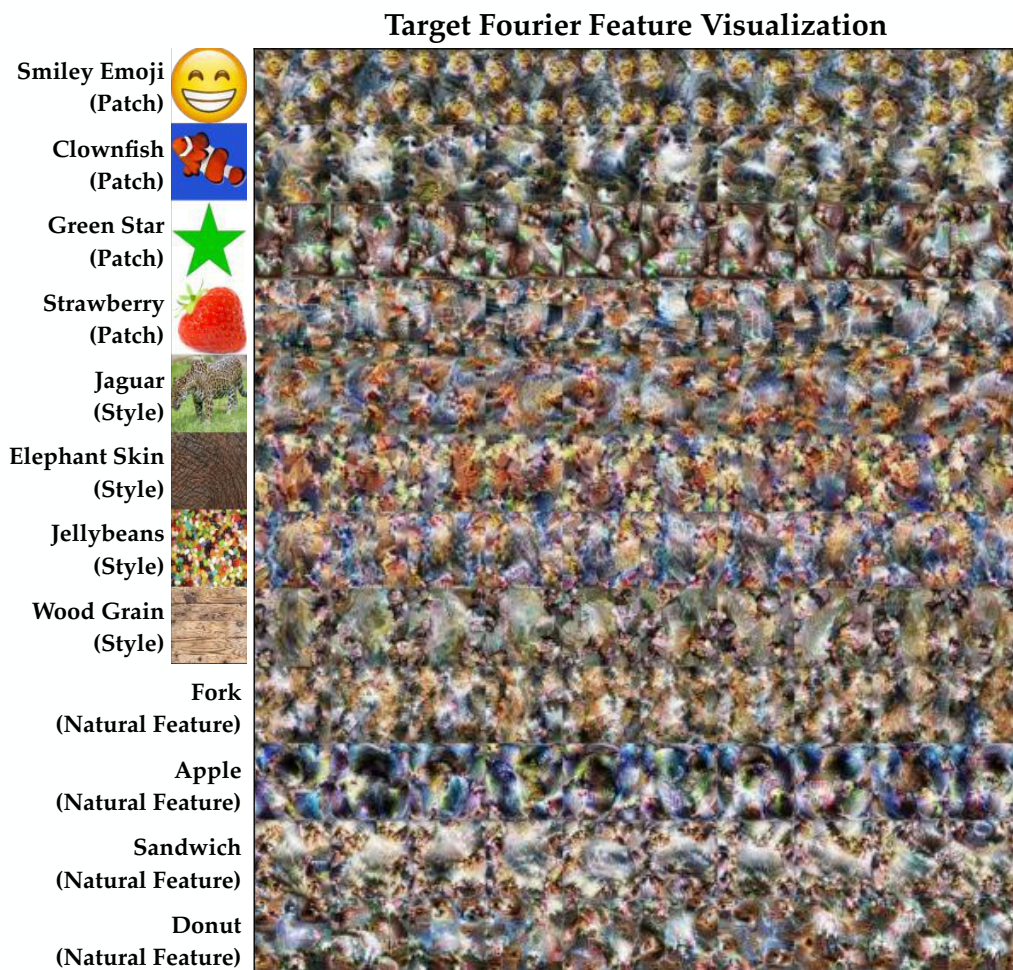 Target Fourier Feature Visualization
Smiley Emoji
(Patch)
Clownfish
(Patch)
Green Star
(Patch)
Strawberry
(Patch)
Jaguar
(Style)
Elephant Skin
(Style)
Jellybeans
(Style)
Wood Grain
(Style)
Fork
(Natural Feature)
Apple
(Natural Feature)
Sandwich
(Natural Feature)
Donut
(Natural Feature)